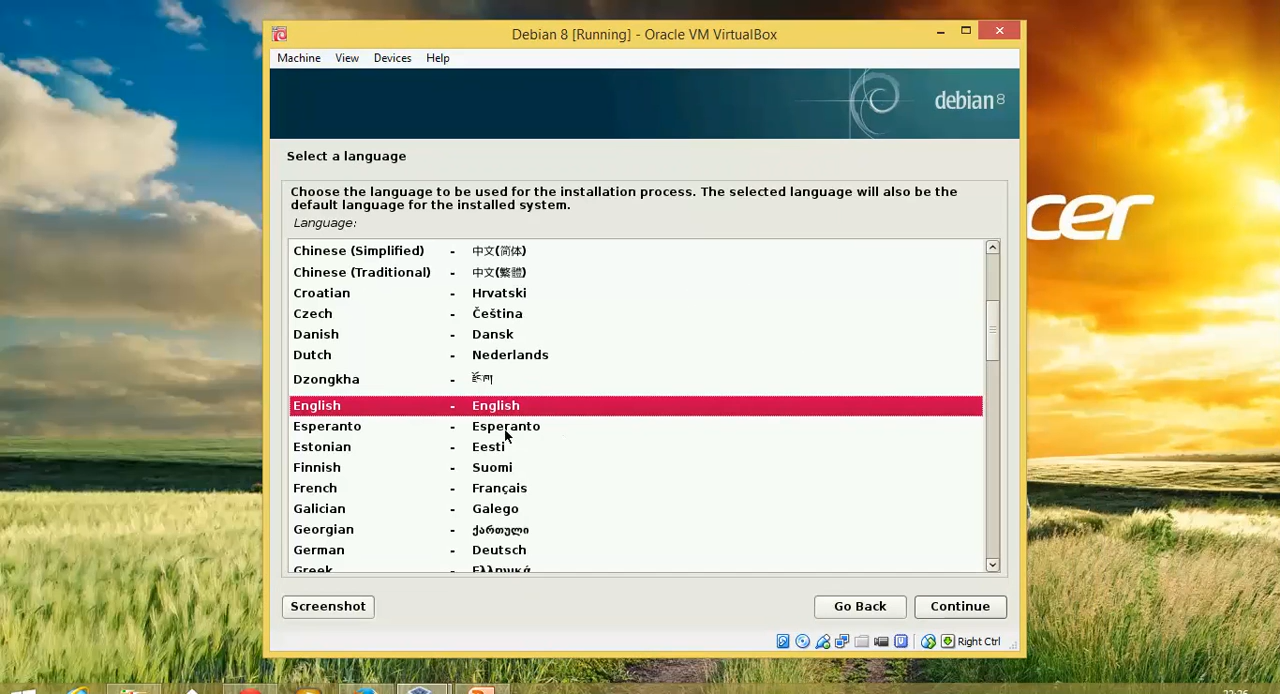 Debian 8 [Running] - Oracle VM VirtualBox
Machine View Devices Help
debian 8
Select a language
Choose the language to be used for the installation process. The selected language will also be the
default language for the installed system.
Language:
Chinese (Simplified) - 中文(简体)
Chinese (Traditional) - 中文(繁體)
Croatian - Hrvatski
Czech - Čeština
Danish - Dansk
Dutch - Nederlands
Dzongkha - རྫོང་ཁ།
English - English
Esperanto - Esperanto
Estonian - Eesti
Finnish - Suomi
French - Français
Galician - Galego
Georgian - ქართული
German - Deutsch
Greek - Ελληνικά
Screenshot Go Back Continue
Right Ctrl
cer